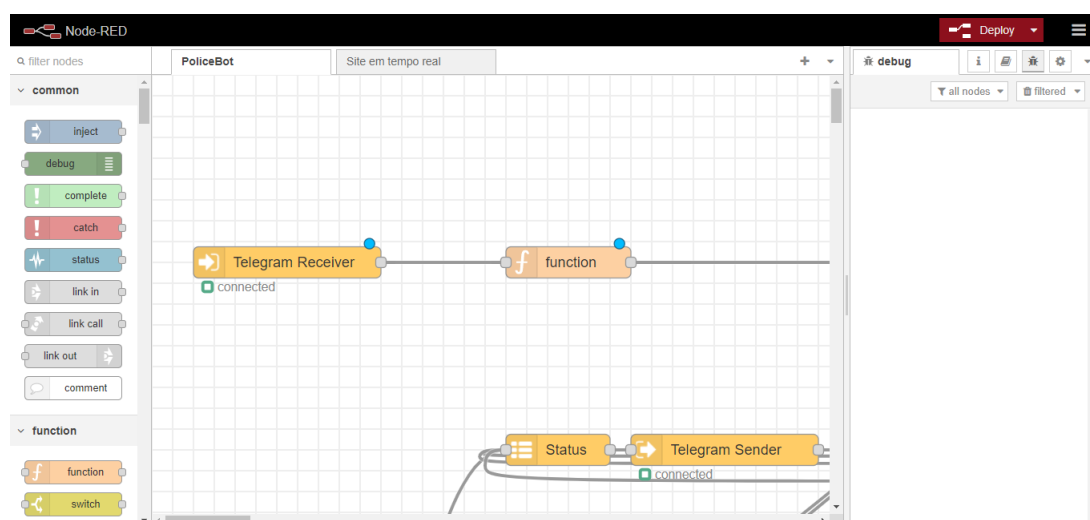 Node-RED
Deploy
filter nodes
PoliceBot
Site em tempo real
debug
i
all nodes
filtered
common
inject
debug
complete
catch
status
link in
link call
link out
comment
function
function
switch
Telegram Receiver
connected
f function
Status
Telegram Sender
connected